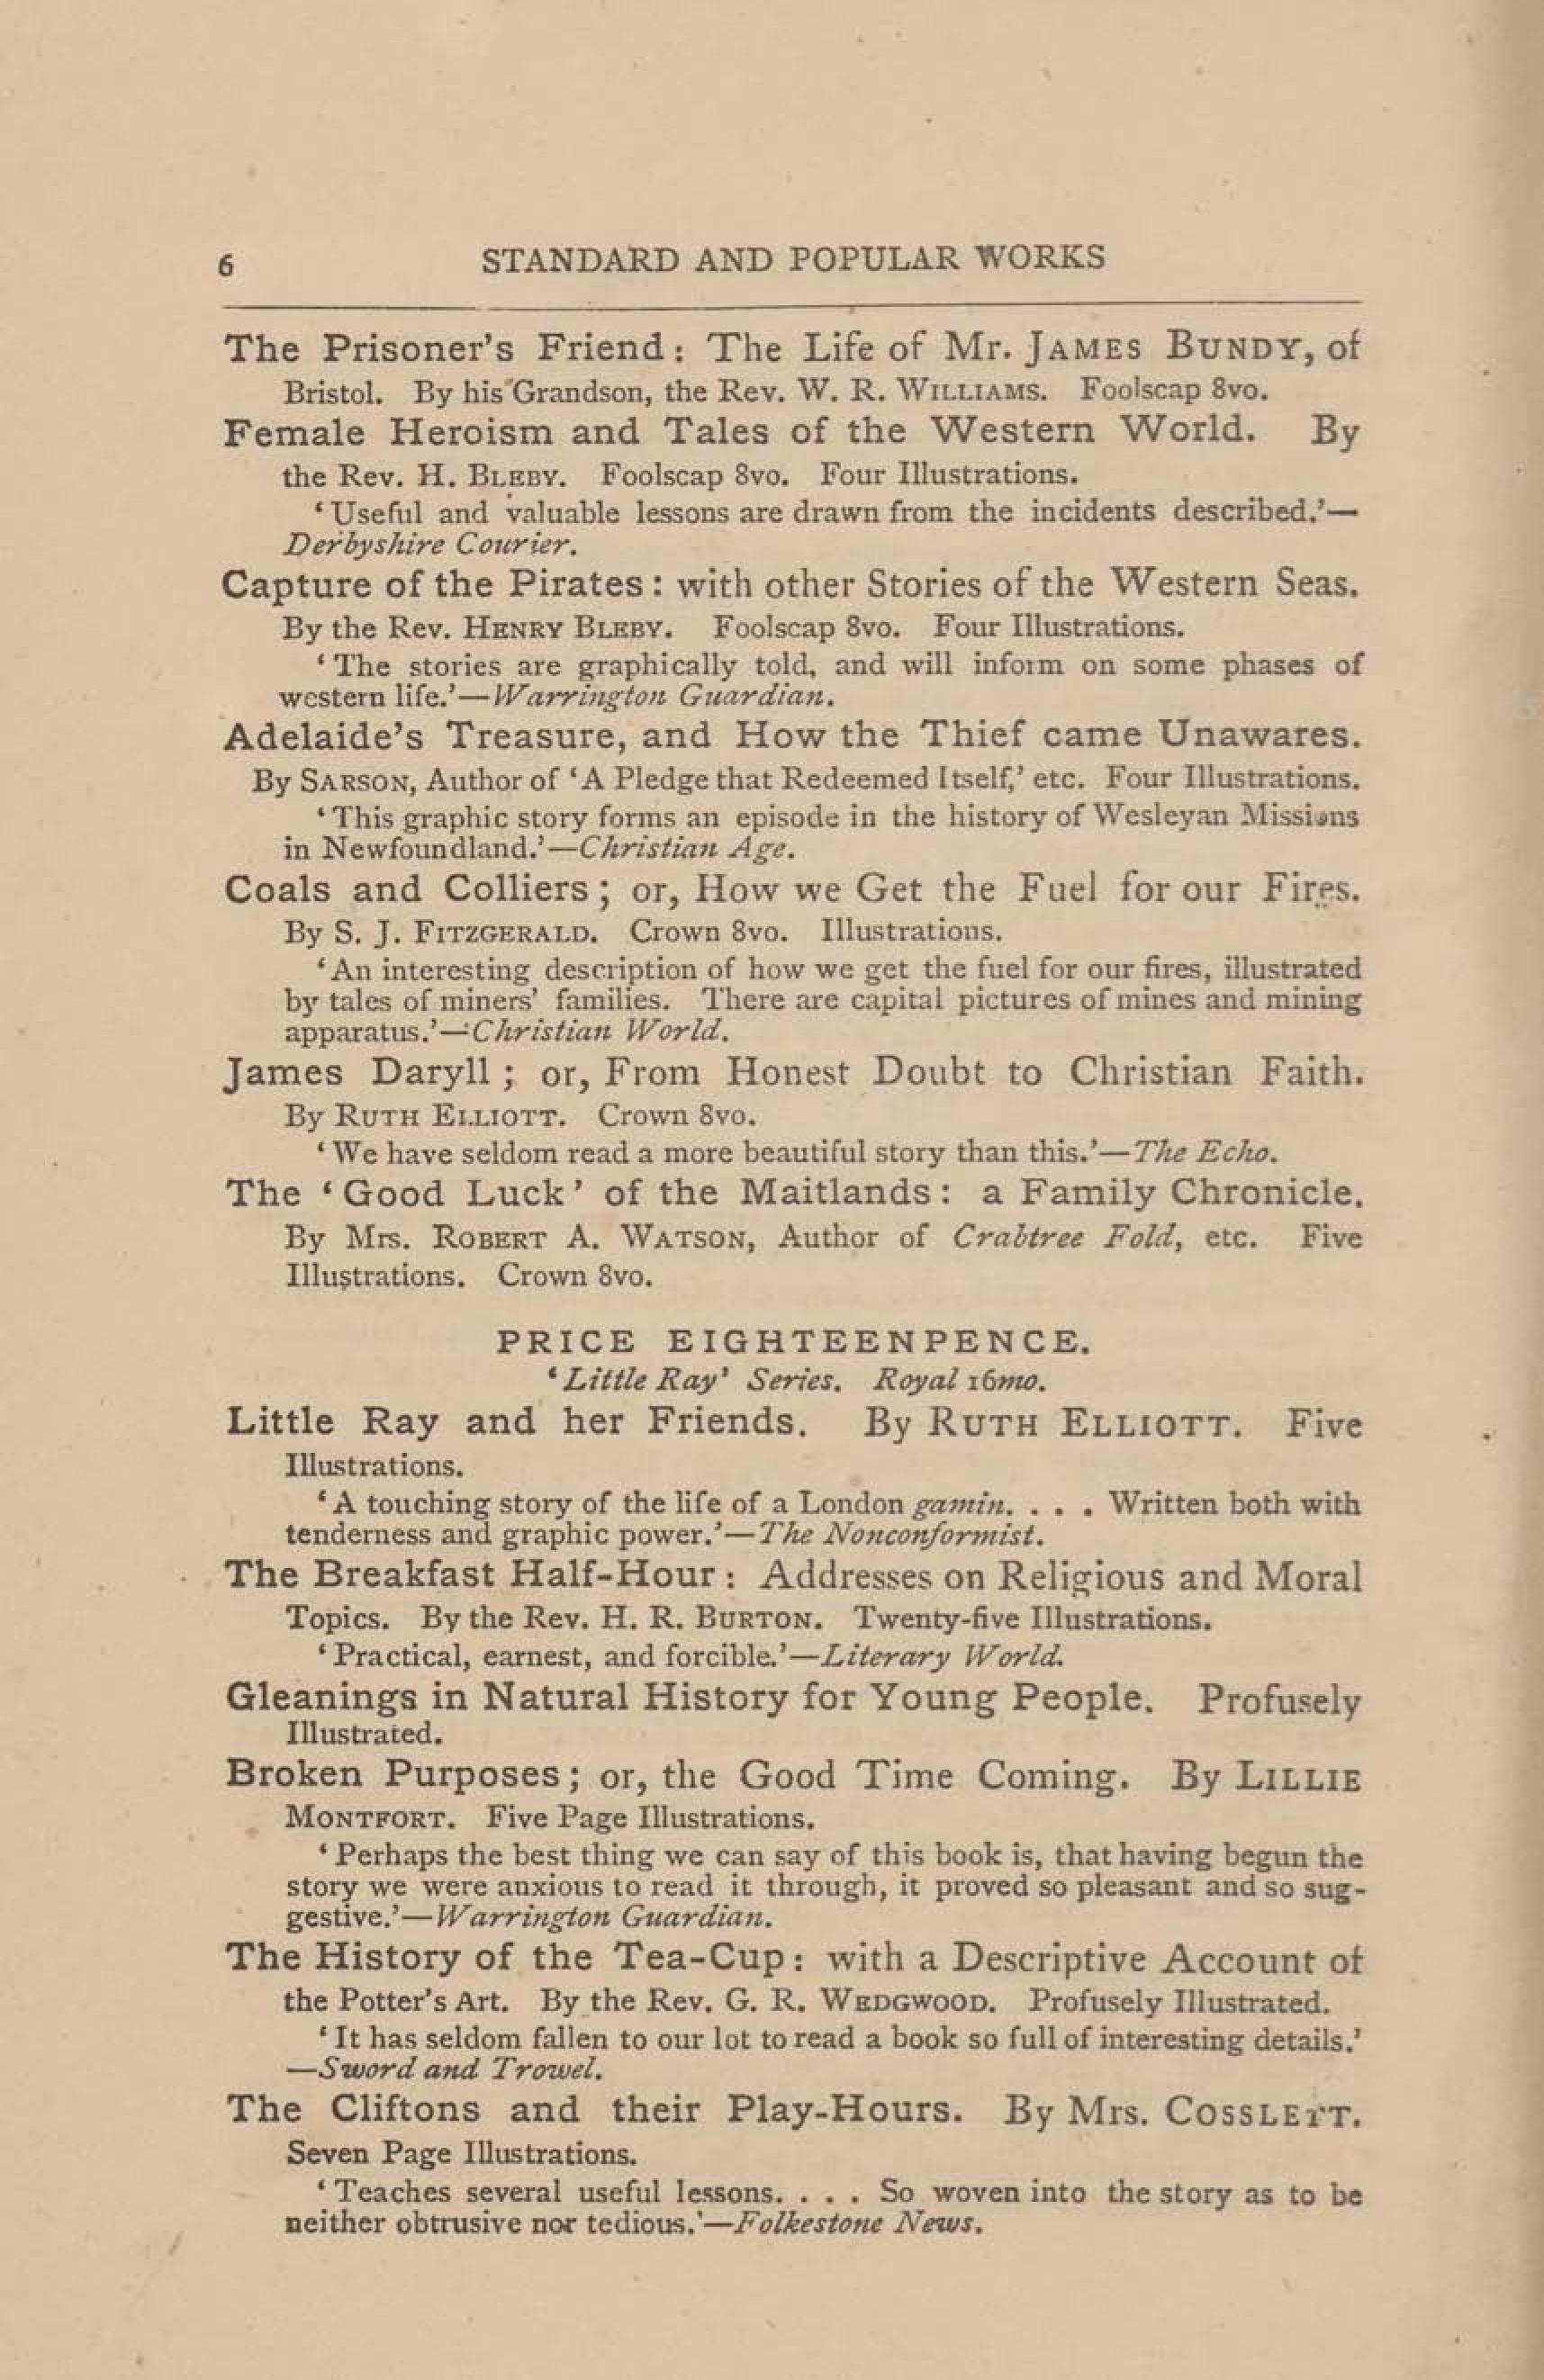 6 STANDARD AND POPULAR WORKS
The Prisoner's Friend: The Life of Mr. JAMES BUNDY, of
Bristol. By his Grandson, the Rev. W. R. WILLIAMS. Foolscap 8vo.
Female Heroism and Tales of the Western World. By
the Rev. H. BLEBY. Foolscap 8vo. Four Illustrations.
‘Useful and valuable lessons are drawn from the incidents described.’—
Derbyshire Courier.
Capture of the Pirates: with other Stories of the Western Seas.
By the Rev. HENRY BLEBY. Foolscap 8vo. Four Illustrations.
‘The stories are graphically told, and will inform on some phases of
western life.’—Warrington Guardian.
Adelaide's Treasure, and How the Thief came Unawares.
By SARSON, Author of ‘A Pledge that Redeemed Itself,’ etc. Four Illustrations.
‘This graphic story forms an episode in the history of Wesleyan Missions
in Newfoundland.’—Christian Age.
Coals and Colliers; or, How we Get the Fuel for our Fires.
By S. J. FITZGERALD. Crown 8vo. Illustrations.
‘An interesting description of how we get the fuel for our fires, illustrated
by tales of miners’ families. There are capital pictures of mines and mining
apparatus.’—Christian World.
James Daryll; or, From Honest Doubt to Christian Faith.
By RUTH ELLIOTT. Crown 8vo.
‘We have seldom read a more beautiful story than this.’—The Echo.
The ‘Good Luck’ of the Maitlands: a Family Chronicle.
By Mrs. ROBERT A. WATSON, Author of Crabtree Fold, etc. Five
Illustrations. Crown 8vo.
PRICE EIGHTEENPENCE.
‘Little Ray’ Series. Royal 16mo.
Little Ray and her Friends. By RUTH ELLIOTT. Five
Illustrations.
‘A touching story of the life of a London gamin. . . . Written both with
tenderness and graphic power.’—The Nonconformist.
The Breakfast Half-Hour: Addresses on Religious and Moral
Topics. By the Rev. H. R. BURTON. Twenty-five Illustrations.
‘Practical, earnest, and forcible.’—Literary World.
Gleanings in Natural History for Young People. Profusely
Illustrated.
Broken Purposes; or, the Good Time Coming. By LILLIE
MONTFORT. Five Page Illustrations.
‘Perhaps the best thing we can say of this book is, that having begun the
story we were anxious to read it through, it proved so pleasant and so sug-
gestive.’—Warrington Guardian.
The History of the Tea-Cup: with a Descriptive Account of
the Potter's Art. By the Rev. G. R. WEDGWOOD. Profusely Illustrated.
‘It has seldom fallen to our lot to read a book so full of interesting details.’
—Sword and Trowel.
The Cliftons and their Play-Hours. By Mrs. COSSLETT.
Seven Page Illustrations.
‘Teaches several useful lessons. . . . So woven into the story as to be
neither obtrusive nor tedious.’—Folkestone News.